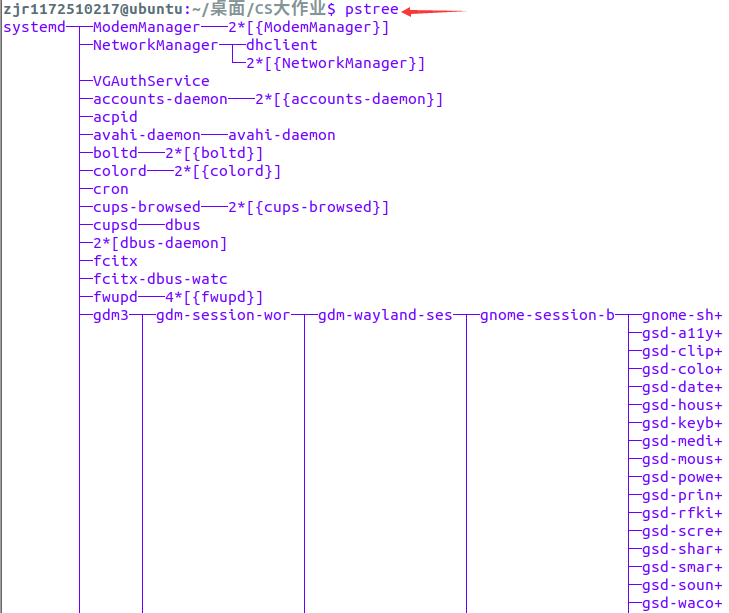 zjr1172510217@ubuntu:~/桌面/CS大作业$ pstree
systemd─┬─ModemManager───2*[{ModemManager}]
        ├─NetworkManager─┬─dhclient
        │                └─2*[{NetworkManager}]
        ├─VGAuthService
        ├─accounts-daemon───2*[{accounts-daemon}]
        ├─acpid
        ├─avahi-daemon───avahi-daemon
        ├─boltd───2*[{boltd}]
        ├─colord───2*[{colord}]
        ├─cron
        ├─cups-browsed───2*[{cups-browsed}]
        ├─cupsd───dbus
        ├─2*[dbus-daemon]
        ├─fcitx
        ├─fcitx-dbus-watc
        ├─fwupd───4*[{fwupd}]
        ├─gdm3─┬─gdm-session-wor─┬─gdm-wayland-ses─┬─gnome-session-b─┬─gnome-sh+
        │      │                 │                 │                 ├─gsd-a11y+
        │      │                 │                 │                 ├─gsd-clip+
        │      │                 │                 │                 ├─gsd-colo+
        │      │                 │                 │                 ├─gsd-date+
        │      │                 │                 │                 ├─gsd-hous+
        │      │                 │                 │                 ├─gsd-keyb+
        │      │                 │                 │                 ├─gsd-medi+
        │      │                 │                 │                 ├─gsd-mous+
        │      │                 │                 │                 ├─gsd-powe+
        │      │                 │                 │                 ├─gsd-prin+
        │      │                 │                 │                 ├─gsd-rfki+
        │      │                 │                 │                 ├─gsd-scre+
        │      │                 │                 │                 ├─gsd-shar+
        │      │                 │                 │                 ├─gsd-smar+
        │      │                 │                 │                 ├─gsd-soun+
        │      │                 │                 │                 ├─gsd-waco+